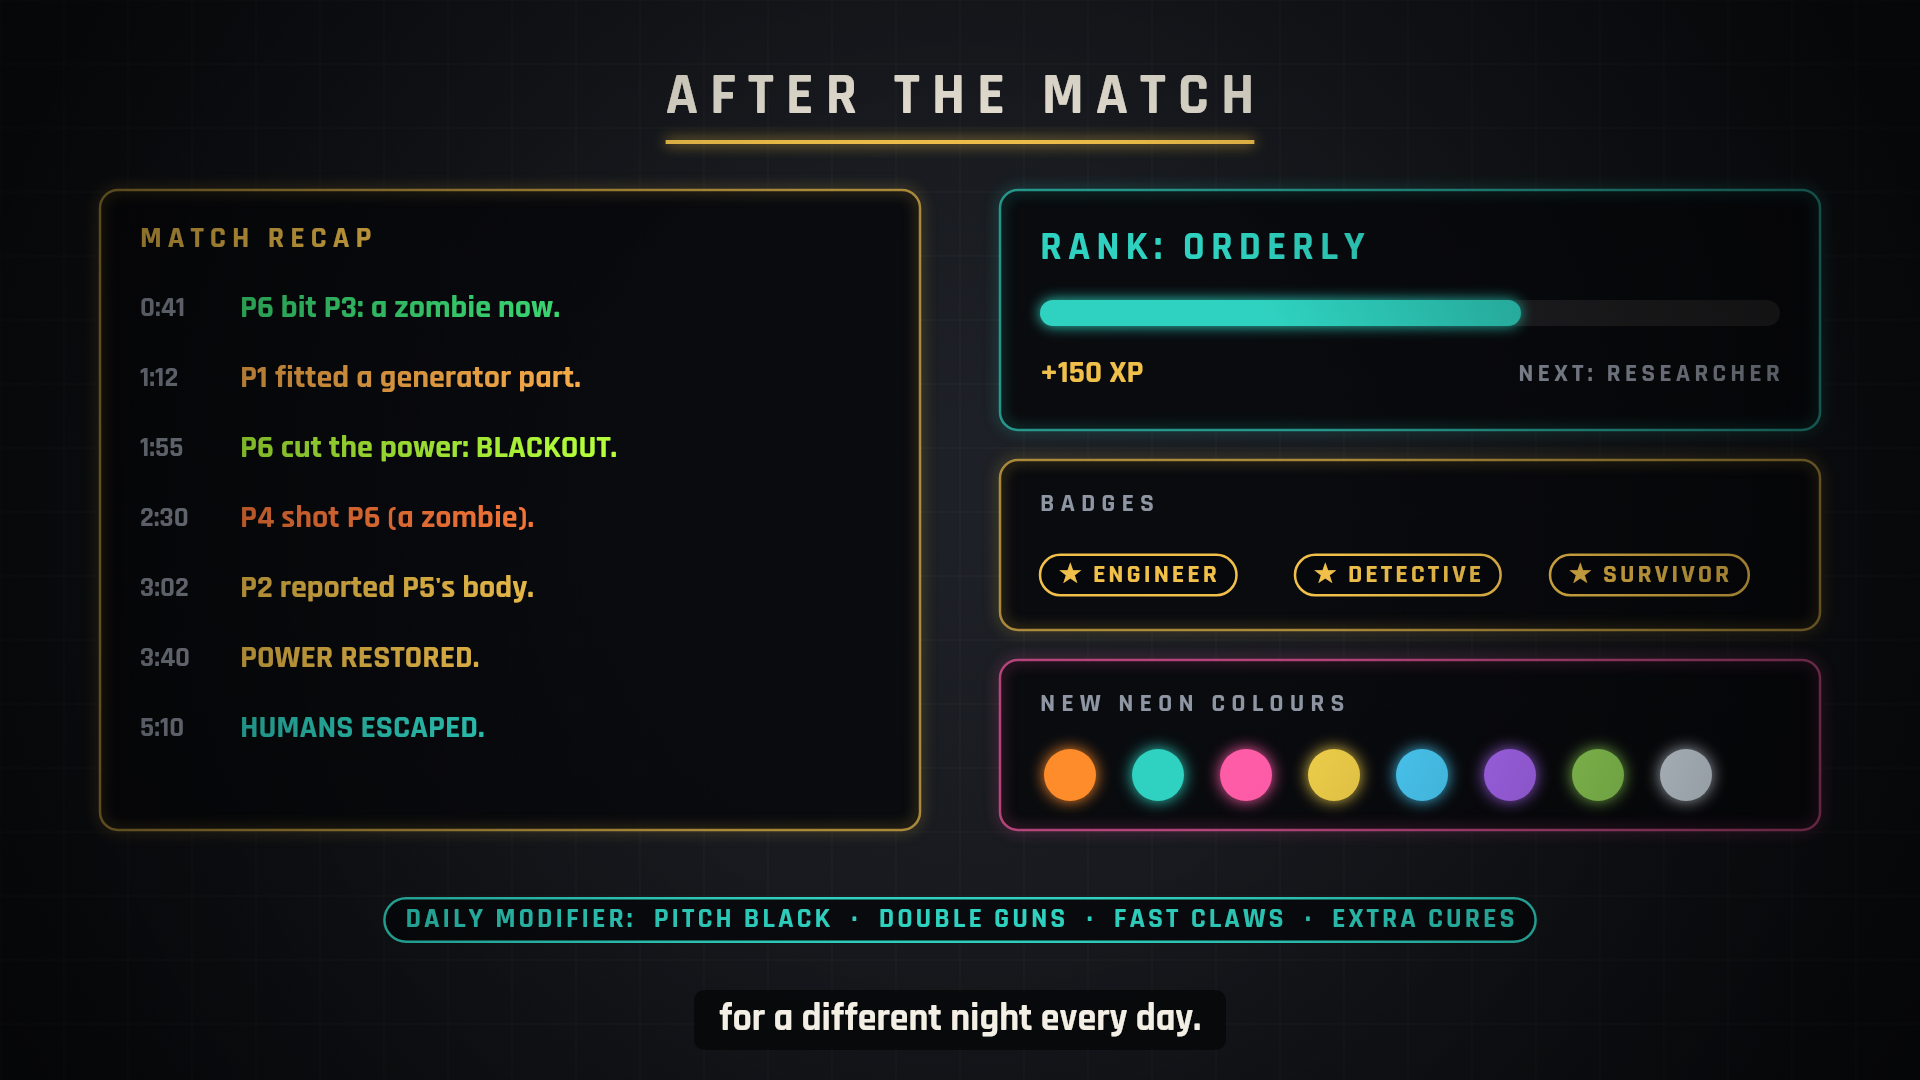 AFTER THE MATCH
MATCH RECAP
0:41 P6 bit P3: a zombie now.
1:12 P1 fitted a generator part.
1:55 P6 cut the power: BLACKOUT.
2:30 P4 shot P6 (a zombie).
3:02 P2 reported P5's body.
3:40 POWER RESTORED.
5:10 HUMANS ESCAPED.
RANK: ORDERLY
+150 XP NEXT: RESEARCHER
BADGES
★ ENGINEER ★ DETECTIVE ★ SURVIVOR
NEW NEON COLOURS
DAILY MODIFIER: PITCH BLACK · DOUBLE GUNS · FAST CLAWS · EXTRA CURES
for a different night every day.